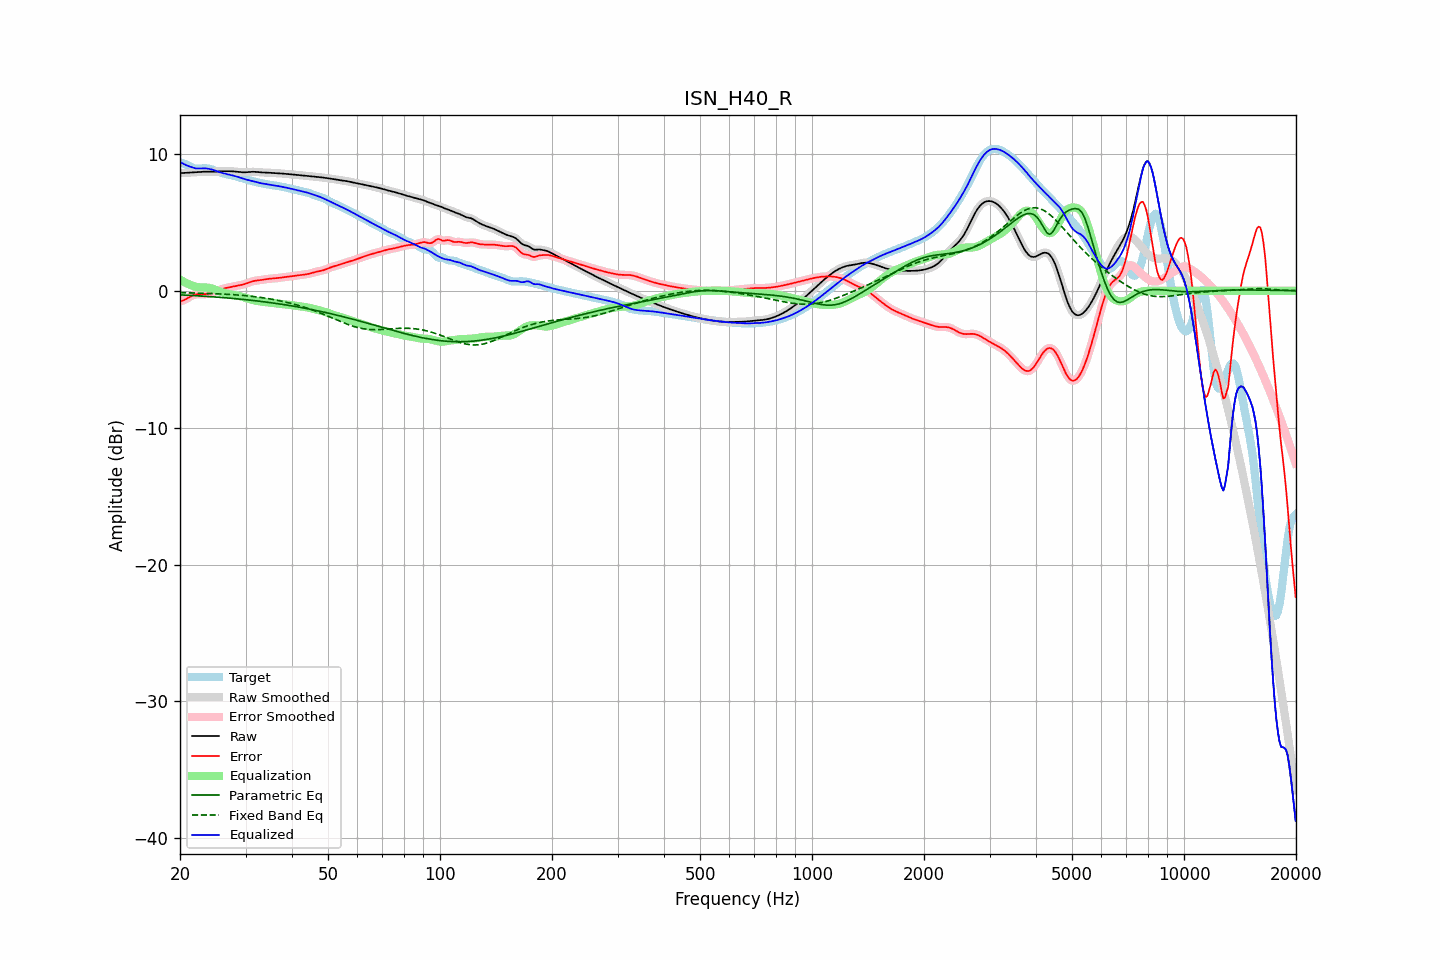 ISN_H40_R
10
0
−10
−20
−30
−40
Amplitude (dBr)
Target
Raw Smoothed
Error Smoothed
Raw
Error
Equalization
Parametric Eq
Fixed Band Eq
Equalized
20 50 100 200 500 1000 2000 5000 10000 20000
Frequency (Hz)